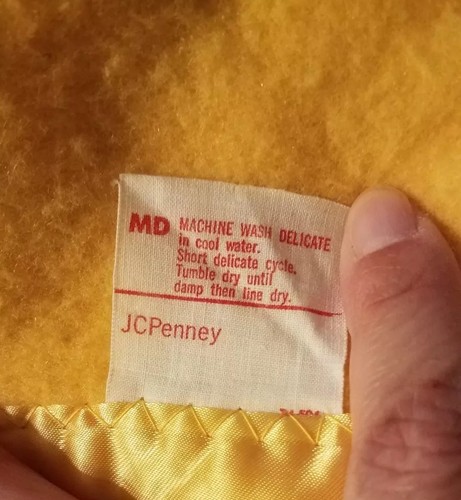 MD MACHINE WASH DELICATE
in cool water.
Short delicate cycle.
Tumble dry until
damp then line dry.
JCPenney